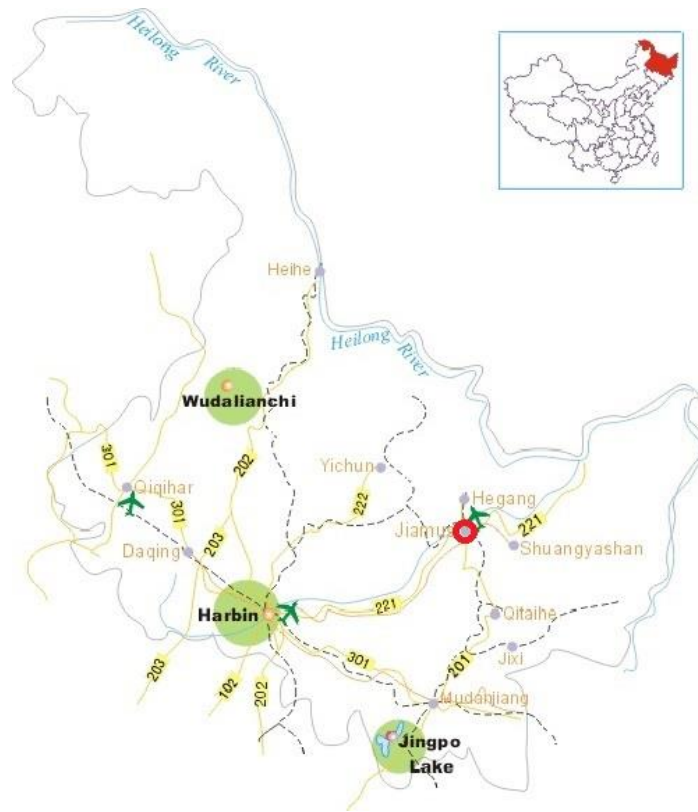 Heilong
River
Heihe
Heilong
River
Wudalianchi
301
202
Yichun
Qiqihar
222
Hegang
301
203
Jiamus
221
Daqing
Shuangyashan
Harbin
221
Qitaihe
301
201
Jixi
203
102
202
Mudanjiang
Jingpo
Lake